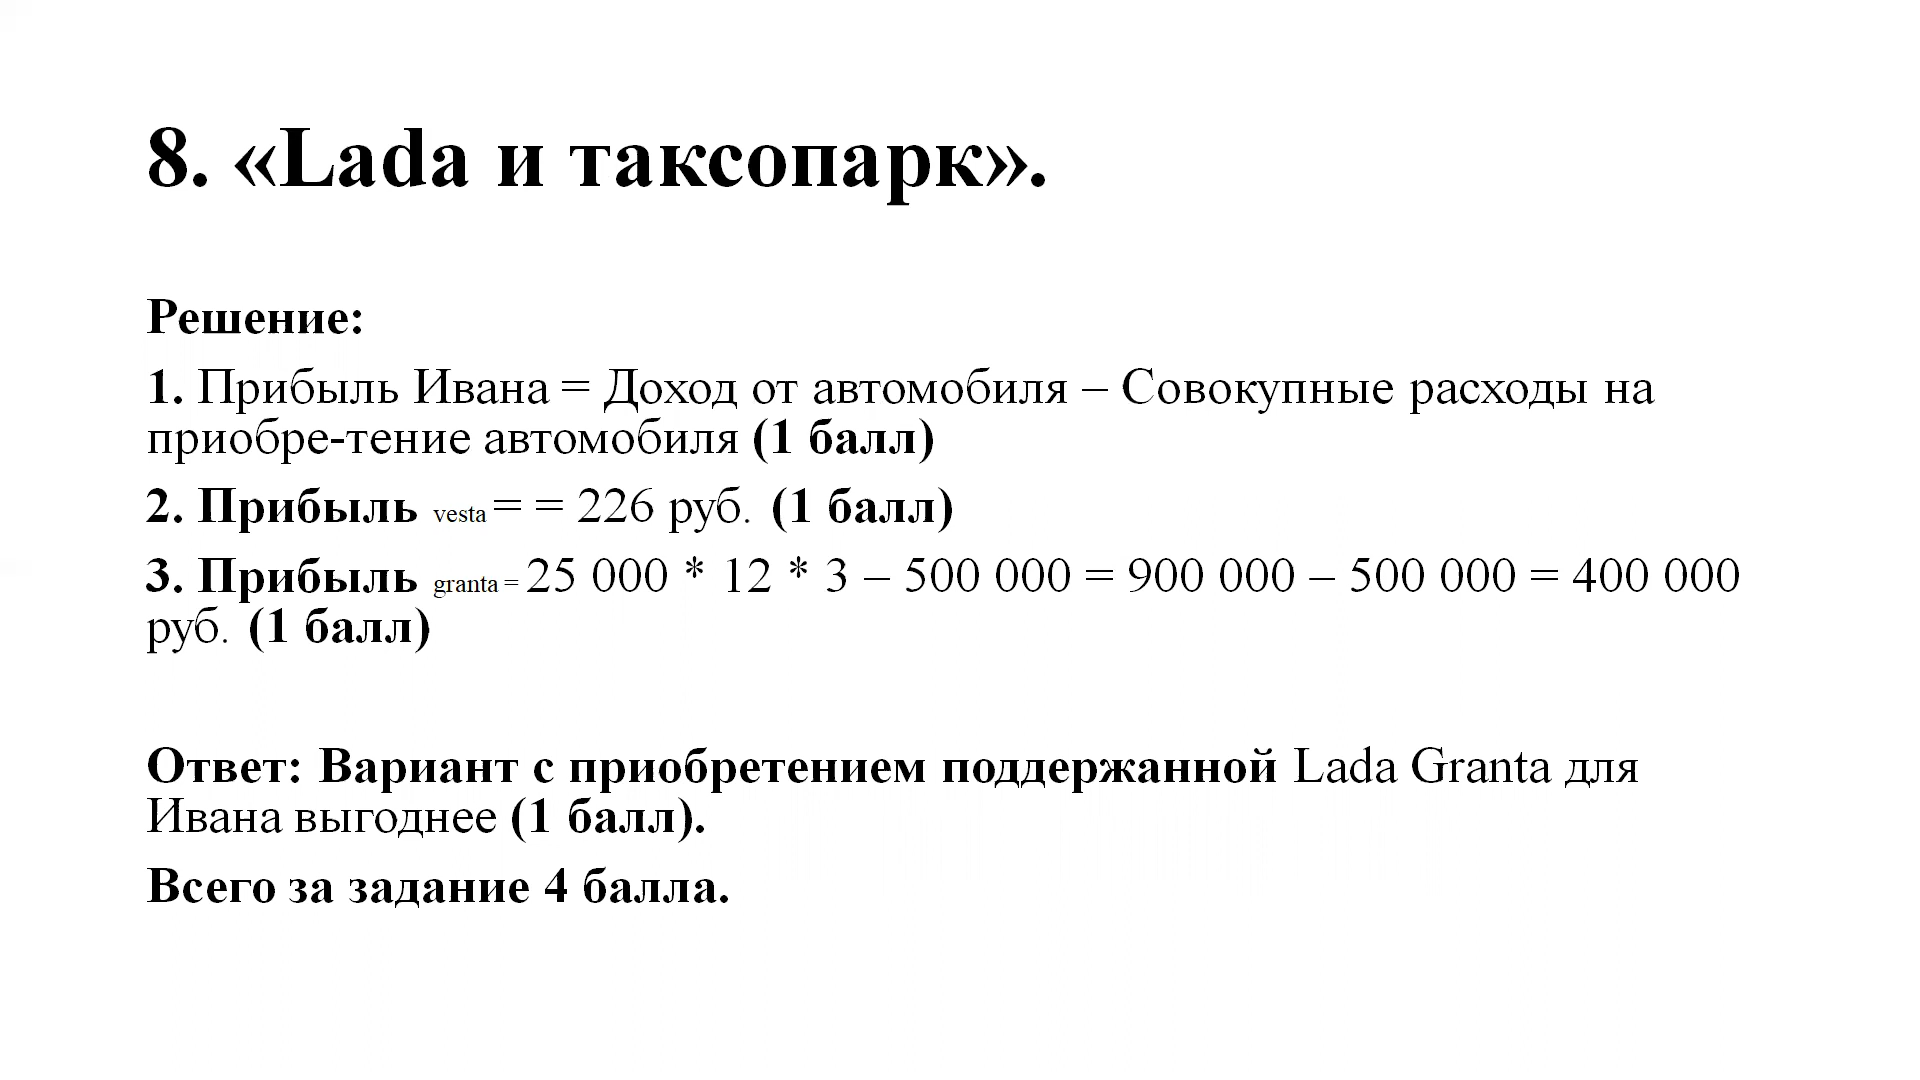 8. «Lada и таксопарк».
Решение:
1. Прибыль Ивана = Доход от автомобиля – Совокупные расходы на
приобре-тение автомобиля (1 балл)
2. Прибыль vesta = = 226 руб. (1 балл)
3. Прибыль granta = 25 000 * 12 * 3 – 500 000 = 900 000 – 500 000 = 400 000
руб. (1 балл)
Ответ: Вариант с приобретением поддержанной Lada Granta для
Ивана выгоднее (1 балл).
Всего за задание 4 балла.